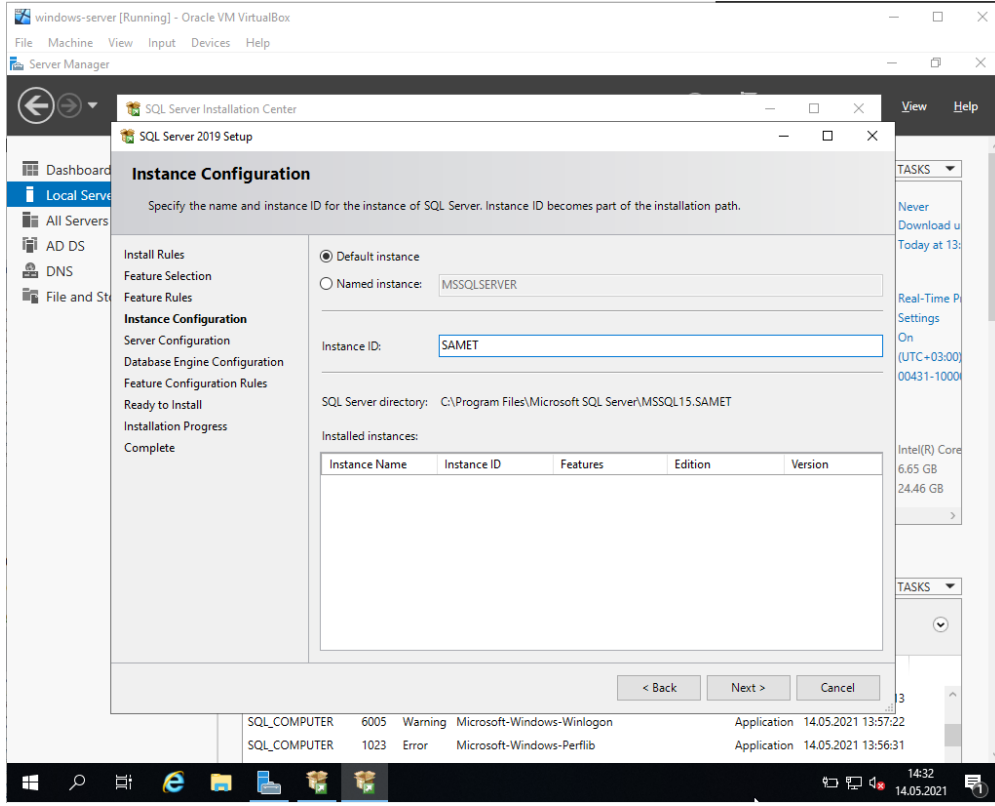 windows-server [Running] - Oracle VM VirtualBox
File Machine View Input Devices Help
Server Manager
SQL Server Installation Center
View Help
SQL Server 2019 Setup
Instance Configuration
Specify the name and instance ID for the instance of SQL Server. Instance ID becomes part of the installation path.
Dashboard
Local Serve
All Servers
AD DS
DNS
File and Sto
Install Rules
Feature Selection
Feature Rules
Instance Configuration
Server Configuration
Database Engine Configuration
Feature Configuration Rules
Ready to Install
Installation Progress
Complete
Default instance
Named instance: MSSQLSERVER
Instance ID: SAMET
SQL Server directory: C:\Program Files\Microsoft SQL Server\MSSQL15.SAMET
Installed instances:
Instance Name Instance ID Features Edition Version
< Back Next > Cancel
TASKS
Never
Download u
Today at 13:
Real-Time Pr
Settings
On
(UTC+03:00)
00431-1000
Intel(R) Core
6.65 GB
24.46 GB
TASKS
13
SQL_COMPUTER 6005 Warning Microsoft-Windows-Winlogon Application 14.05.2021 13:57:22
SQL_COMPUTER 1023 Error Microsoft-Windows-Perflib Application 14.05.2021 13:56:31
14:32
14.05.2021
1